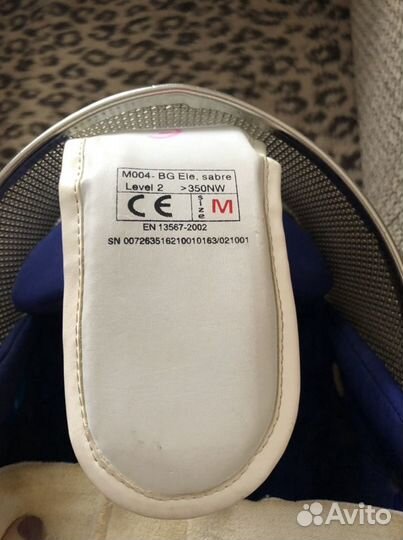 M004- BG Ele, sabre
Level 2 >350NW
CE size M
EN 13567-2002
SN 007263516210010163/021001
Avito